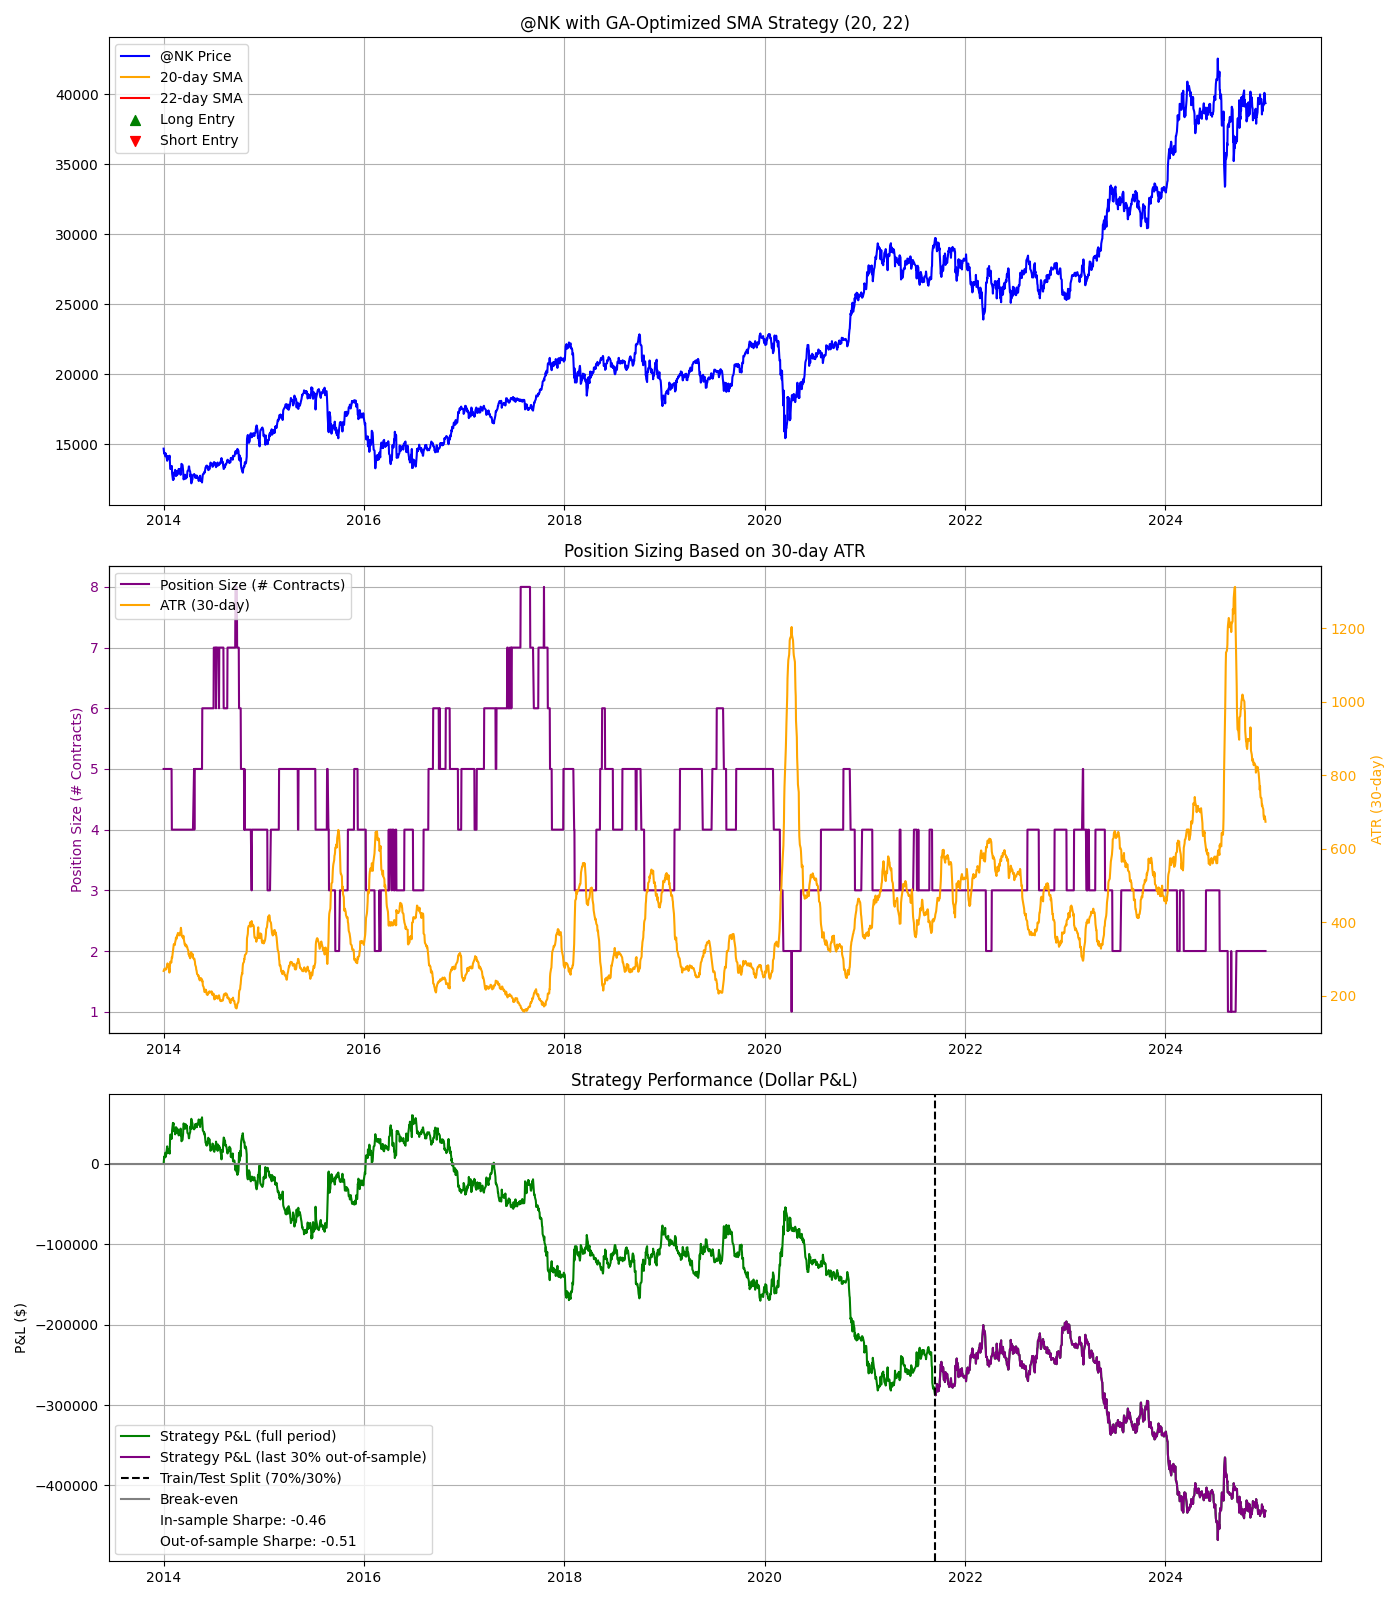 @NK with GA-Optimized SMA Strategy (20, 22)
@NK Price
20-day SMA
22-day SMA
Long Entry
Short Entry
40000
35000
30000
25000
20000
15000
2014 2016 2018 2020 2022 2024
Position Sizing Based on 30-day ATR
Position Size (# Contracts)
ATR (30-day)
Position Size (# Contracts)
8
7
6
5
4
3
2
1
1200
1000
800
600
400
200
ATR (30-day)
2014 2016 2018 2020 2022 2024
Strategy Performance (Dollar P&L)
P&L ($)
0
−100000
−200000
−300000
−400000
Strategy P&L (full period)
Strategy P&L (last 30% out-of-sample)
Train/Test Split (70%/30%)
Break-even
In-sample Sharpe: -0.46
Out-of-sample Sharpe: -0.51
2014 2016 2018 2020 2022 2024